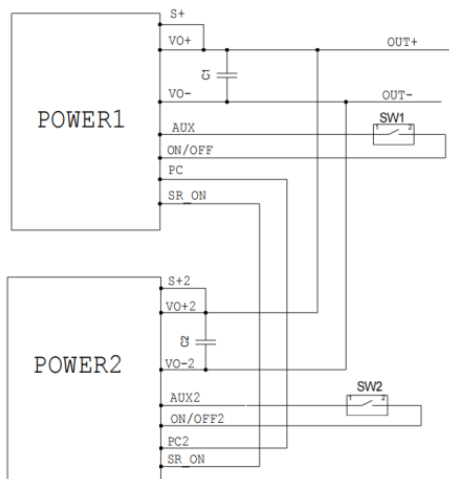 S+
VO+
OUT+
C1
VO-
OUT-
POWER1
AUX
SW1
1 2
ON/OFF
PC
SR_ON
S+2
VO+2
C2
VO-2
POWER2
SW2
1 2
AUX2
ON/OFF2
PC2
SR_ON